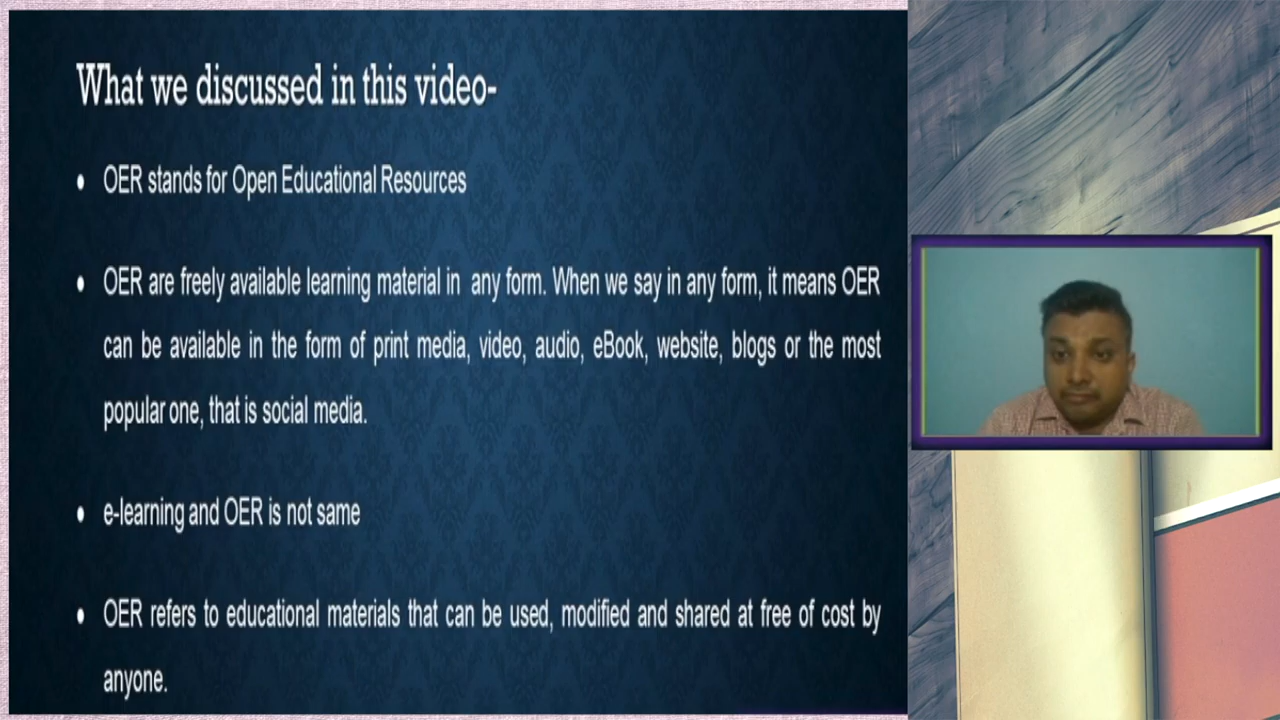 What we discussed in this video-
• OER stands for Open Educational Resources
• OER are freely available learning material in any form. When we say in any form, it means OER
can be available in the form of print media, video, audio, eBook, website, blogs or the most
popular one, that is social media.
• e-learning and OER is not same
• OER refers to educational materials that can be used, modified and shared at free of cost by
anyone.